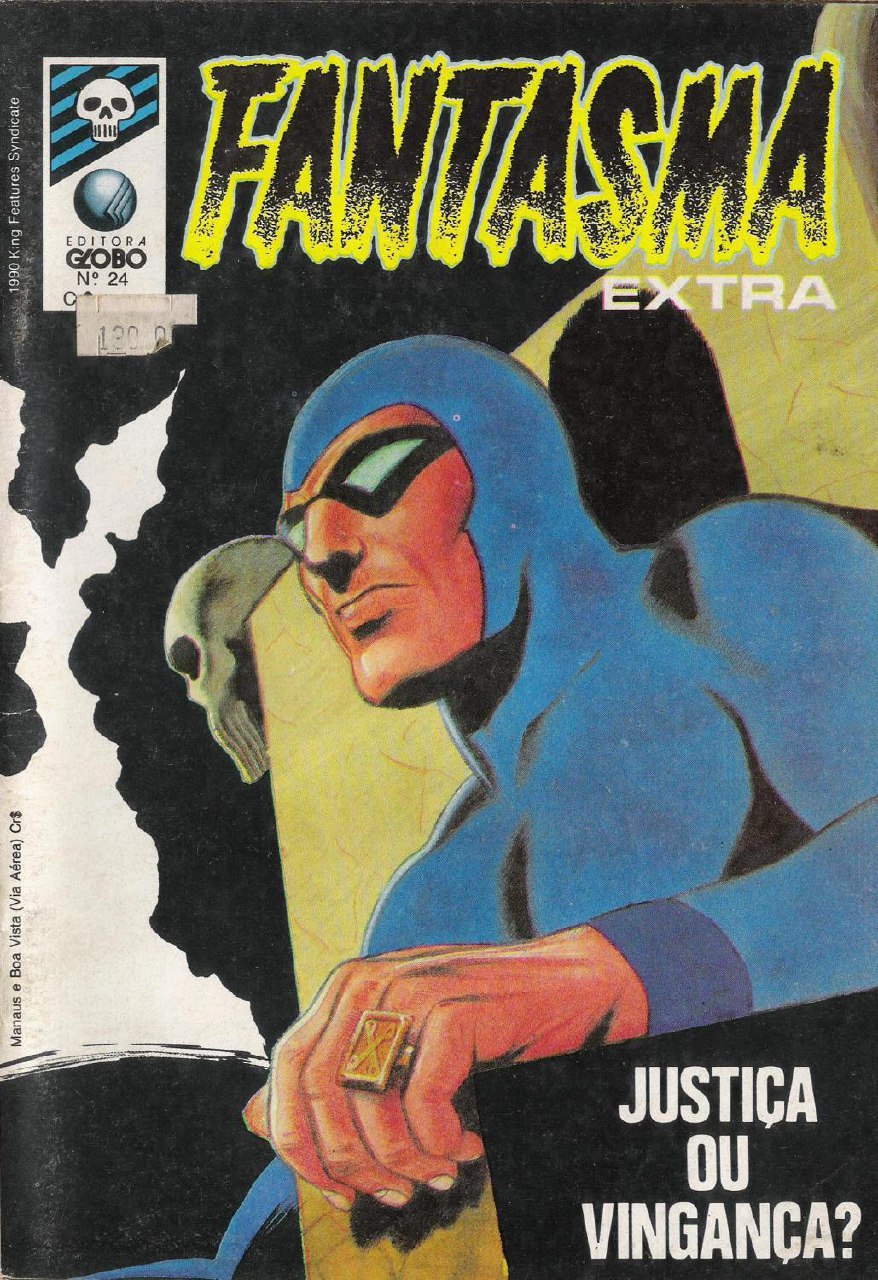 FANTASMA
EXTRA
EDITORA
GLOBO
Nº 24
1990 King Features Syndicate
Manaus e Boa Vista (Via Aérea) Cr$
JUSTIÇA
OU
VINGANÇA?